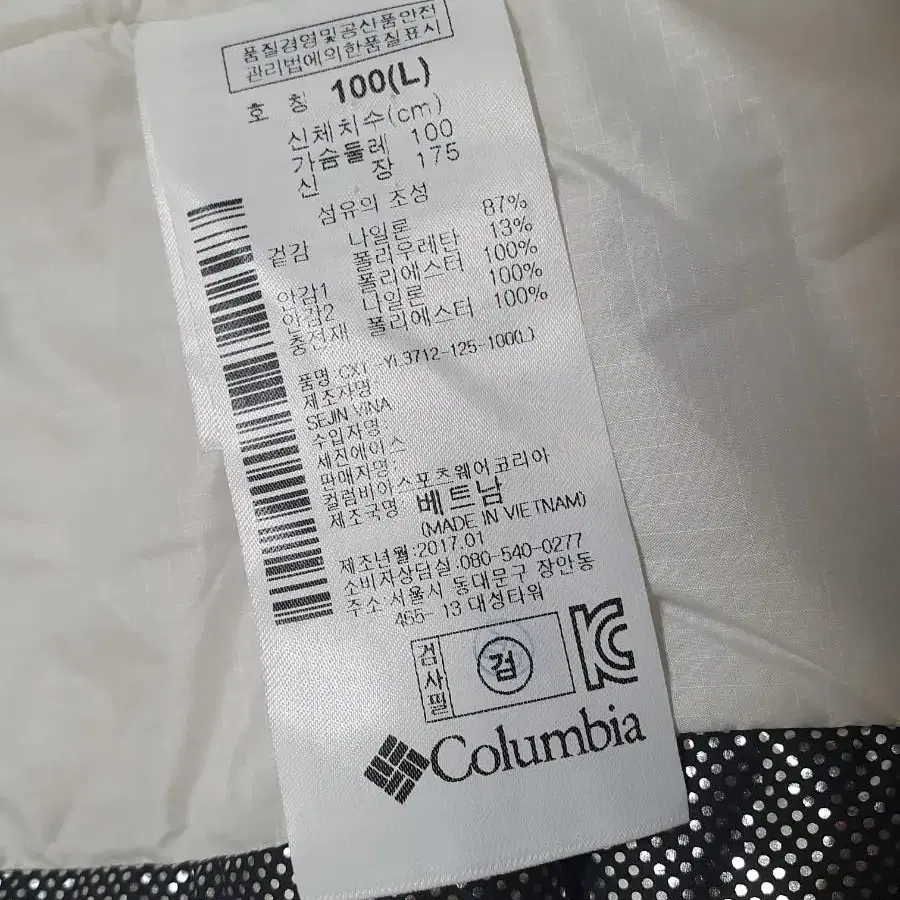 품질경영및공산품안전
관리법에의한품질표시
호 칭 100(L)
신체치수(cm)
가슴둘레 100
신 장 175
섬유의 조성
겉감 나일론 87%
폴리우레탄 13%
안감1 폴리에스터 100%
안감2 나일론 100%
충전재 폴리에스터 100%
품명 CX1 -YL3712-125-100(L)
제조자명:
SEJIN VINA
수입자명:
세진에이스
판매자명:
컬럼비아스포츠웨어코리아
제조국명 베트남
(MADE IN VIETNAM)
제조년월:2017.01
소비자상담실:080-540-0277
주소 서울시 동대문구 장안동
455- 13 대성타워
검사필
검
KC
Columbia